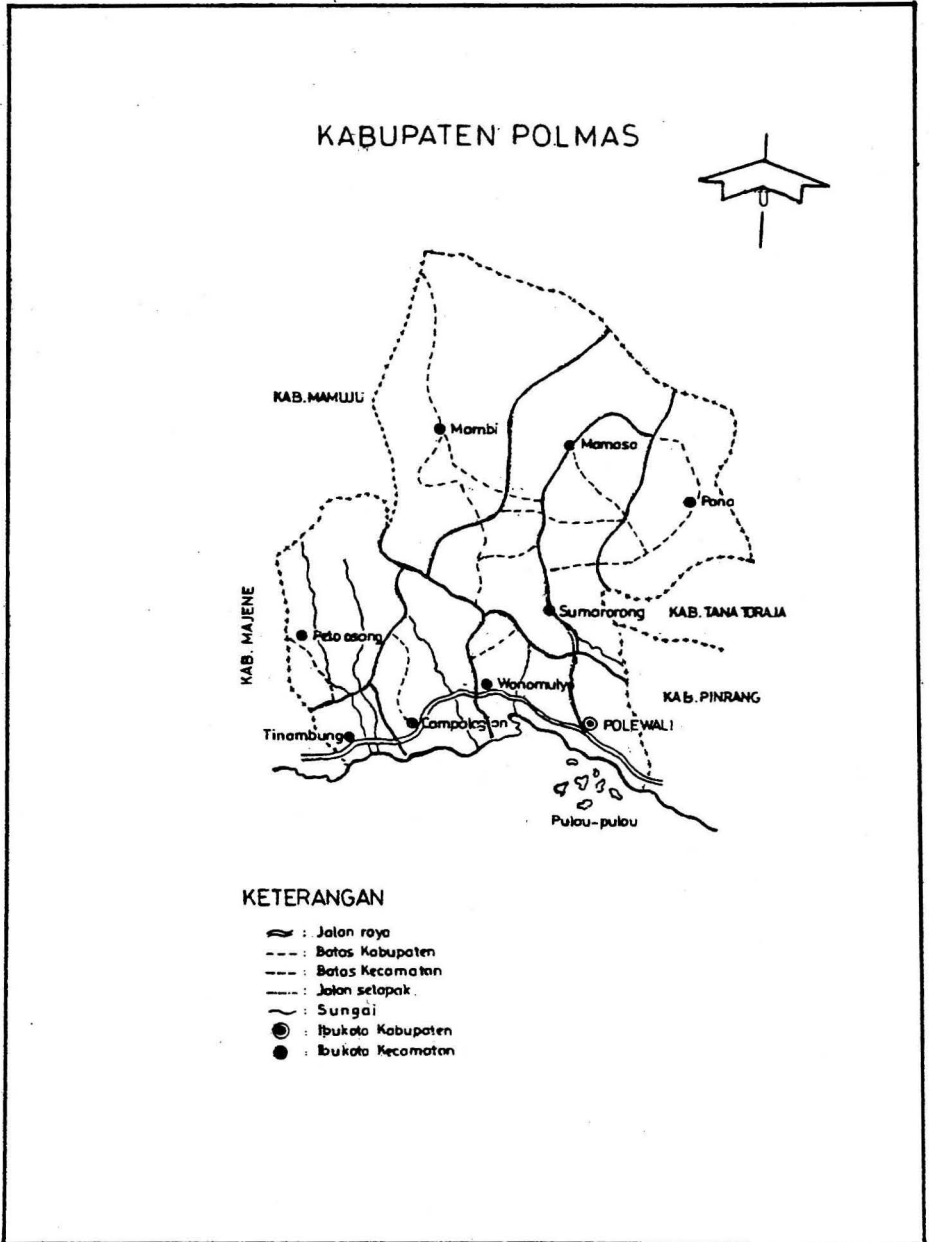 KABUPATEN POLMAS
KAB. MAMUJU
Mambi
Mamasa
Pana
KAB. MAJENE
Sumarorong
KAB. TANA TORAJA
Petoosang
Wonomulyo
KAB. PINRANG
Campalagian
POLEWALI
Tinambung
Pulau-pulau
KETERANGAN
: Jalan raya
: Batas Kabupaten
: Batas Kecamatan
: Jalan setapak.
: Sungai
: Ibukota Kabupaten
: Ibukota Kecamatan